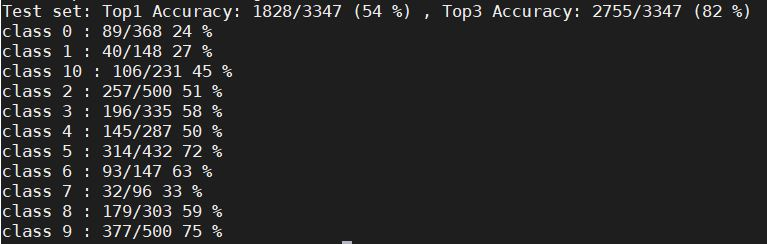 Test set: Top1 Accuracy: 1828/3347 (54 %) , Top3 Accuracy: 2755/3347 (82 %)
class 0 : 89/368 24 %
class 1 : 40/148 27 %
class 10 : 106/231 45 %
class 2 : 257/500 51 %
class 3 : 196/335 58 %
class 4 : 145/287 50 %
class 5 : 314/432 72 %
class 6 : 93/147 63 %
class 7 : 32/96 33 %
class 8 : 179/303 59 %
class 9 : 377/500 75 %